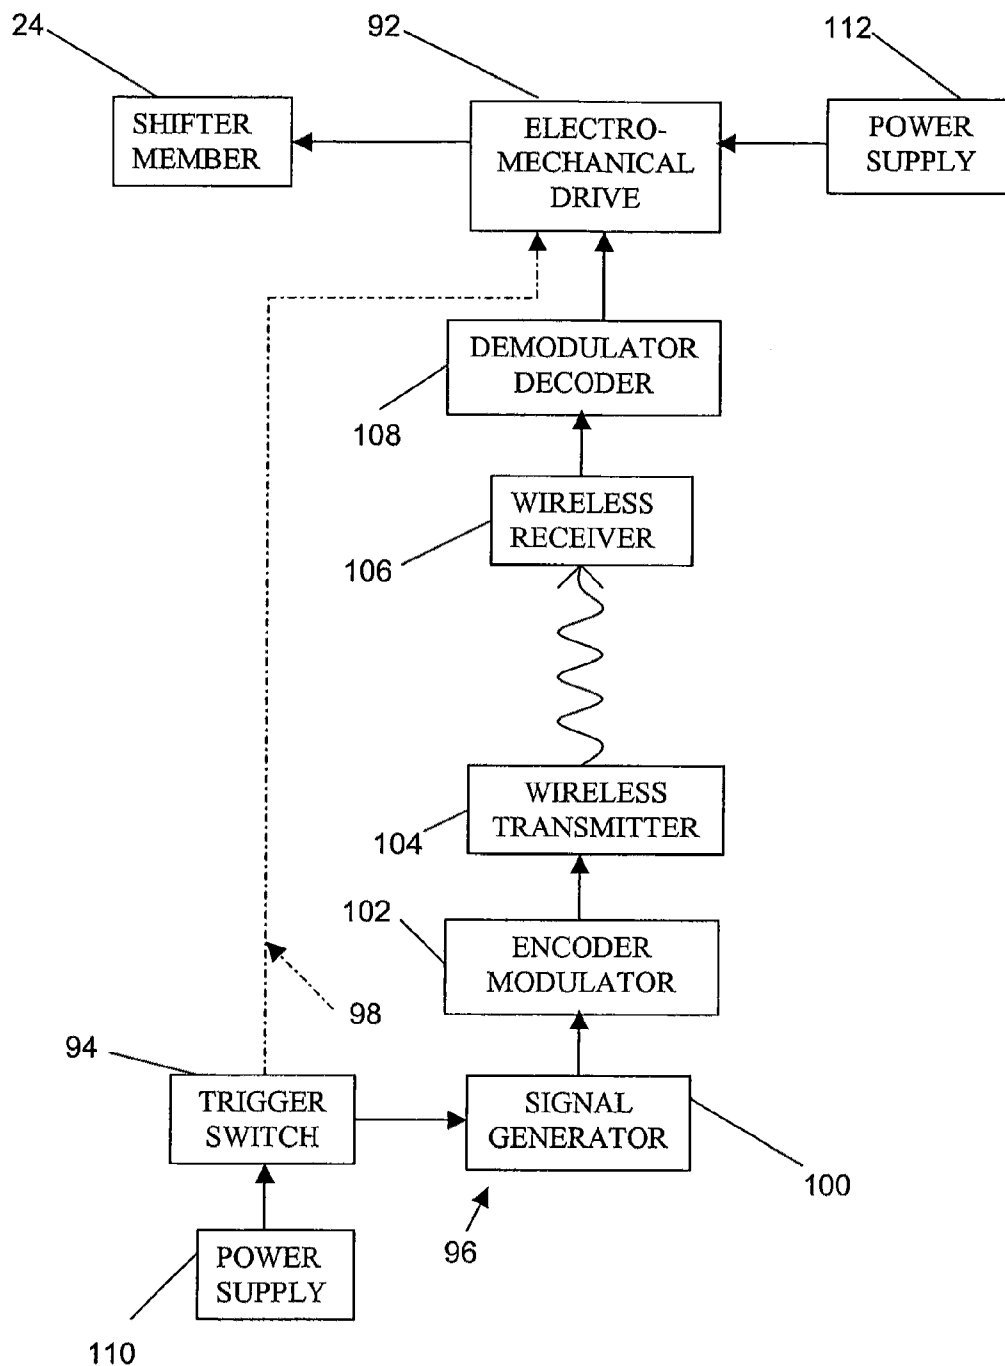 24
92
112
SHIFTER
MEMBER
ELECTRO-
MECHANICAL
DRIVE
POWER
SUPPLY
DEMODULATOR
DECODER
108
WIRELESS
RECEIVER
106
WIRELESS
TRANSMITTER
104
102
ENCODER
MODULATOR
98
94
TRIGGER
SWITCH
SIGNAL
GENERATOR
100
96
POWER
SUPPLY
110